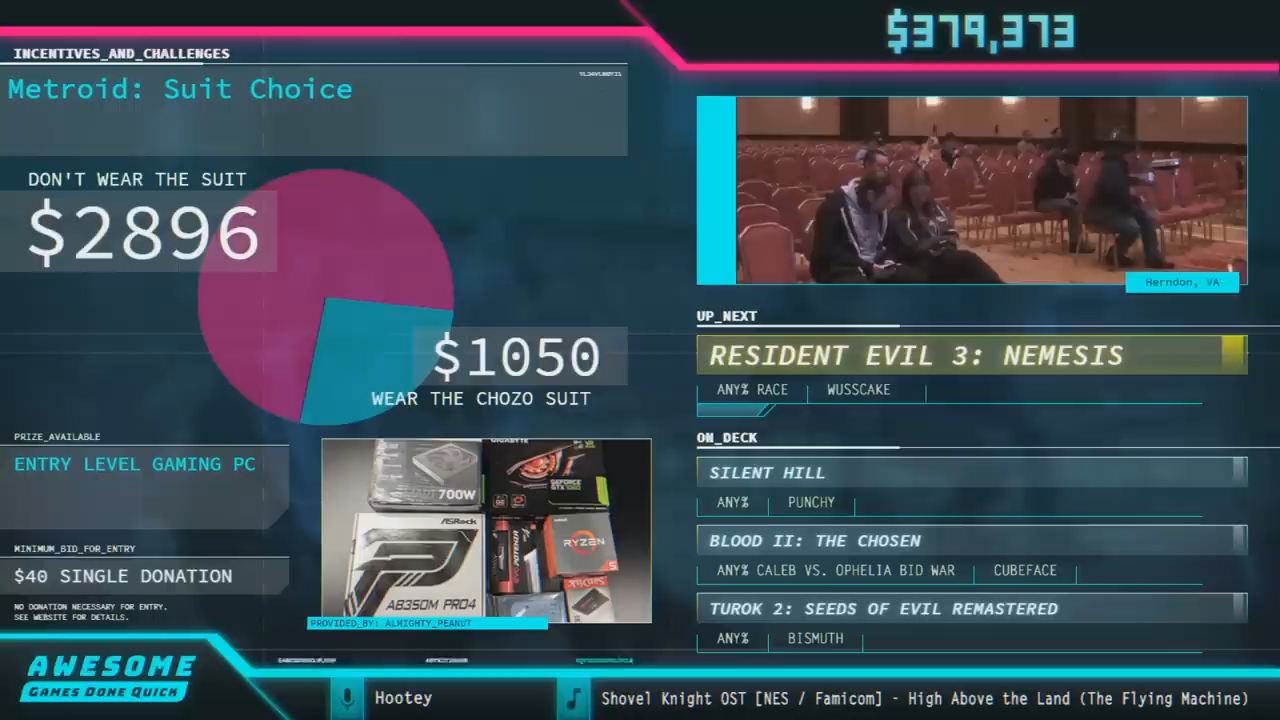 $379,373
INCENTIVES_AND_CHALLENGES
Metroid: Suit Choice
DON'T WEAR THE SUIT
$2896
$1050
WEAR THE CHOZO SUIT
PRIZE_AVAILABLE
ENTRY LEVEL GAMING PC
MINIMUM_BID_FOR_ENTRY
$40 SINGLE DONATION
NO DONATION NECESSARY FOR ENTRY.
SEE WEBSITE FOR DETAILS.
700W
GIGABYTE
GEFORCE
ASRock
AB350M PRO4
RYZEN
5
SanDisk
PROVIDED_BY: ALMIGHTY_PEANUT
Herndon, VA
UP_NEXT
RESIDENT EVIL 3: NEMESIS
ANY% RACE WUSSCAKE
ON_DECK
SILENT HILL
ANY% PUNCHY
BLOOD II: THE CHOSEN
ANY% CALEB VS. OPHELIA BID WAR CUBEFACE
TUROK 2: SEEDS OF EVIL REMASTERED
ANY% BISMUTH
AWESOME
GAMES DONE QUICK
Hootey
Shovel Knight OST [NES / Famicom] - High Above the Land (The Flying Machine)